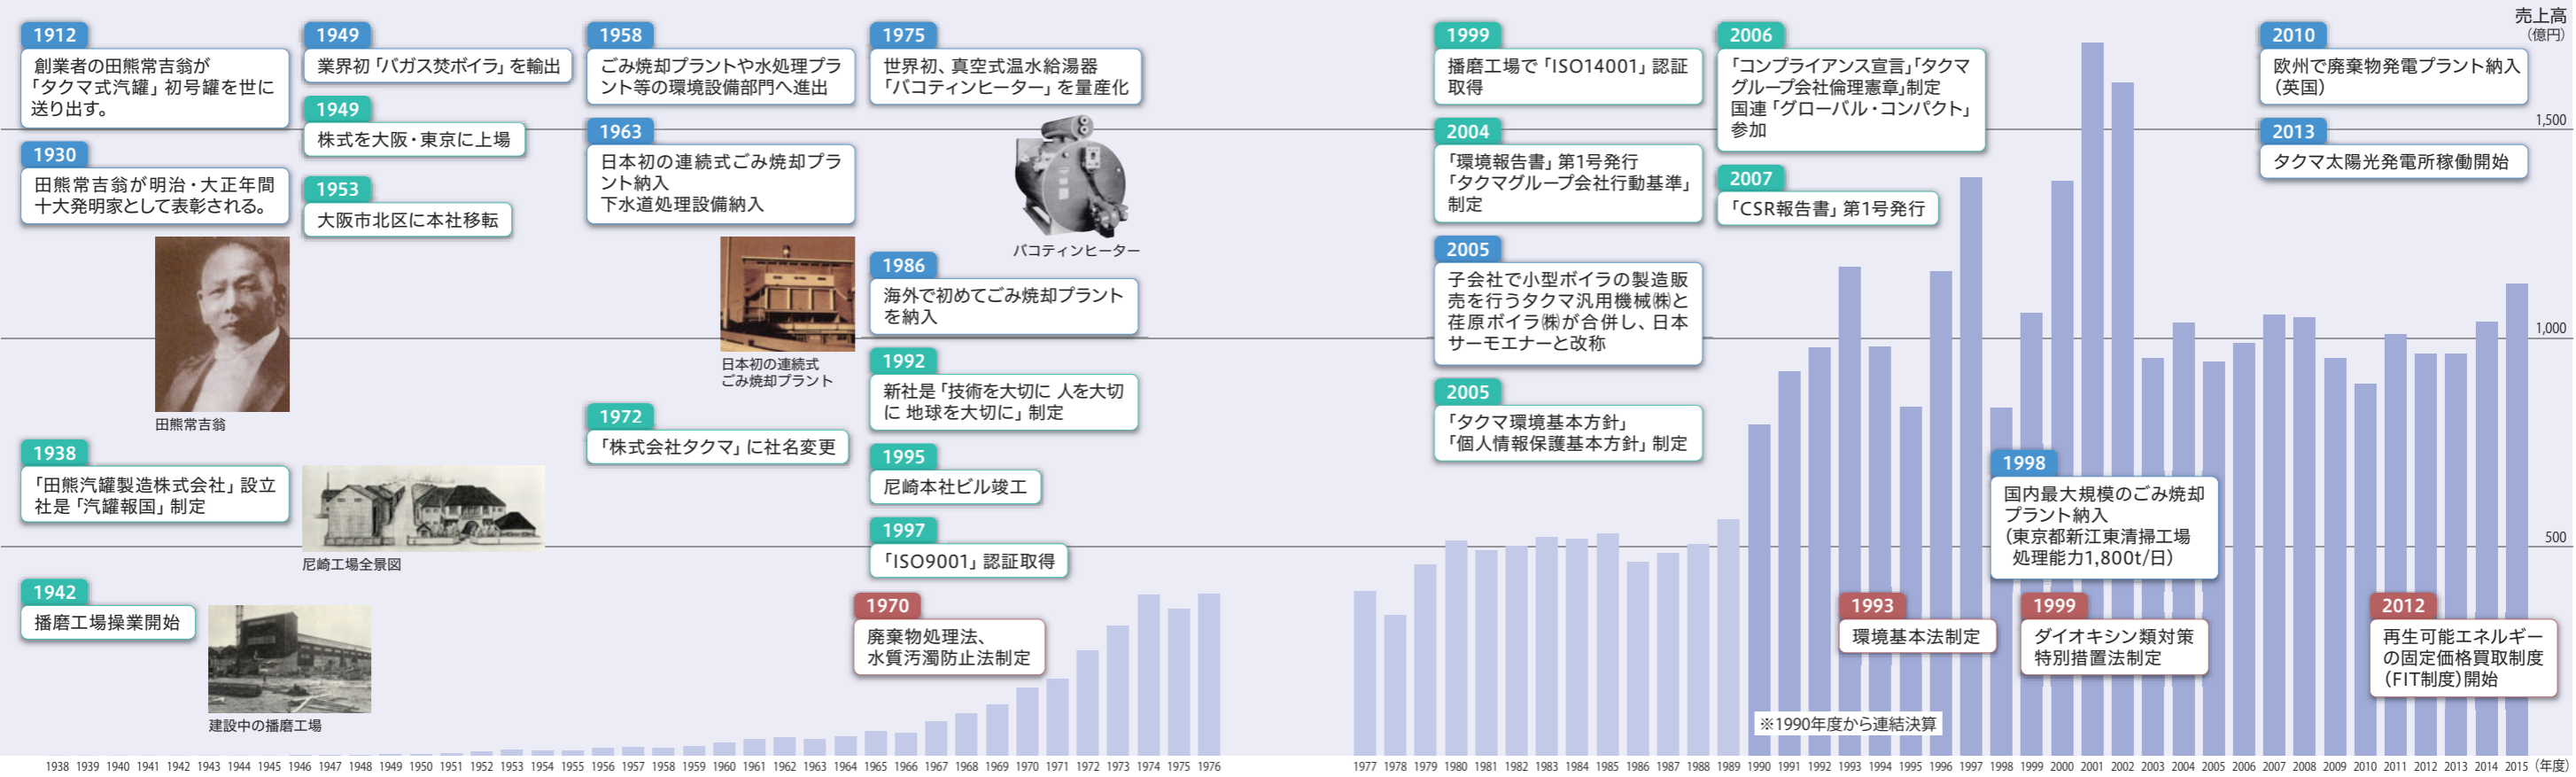 1912
創業者の田熊常吉翁が
「タクマ式汽罐」初号罐を世に
送り出す。
1930
田熊常吉翁が明治・大正年間
十大発明家として表彰される。
田熊常吉翁
1938
「田熊汽罐製造株式会社」設立
社是「汽罐報国」制定
1942
播磨工場操業開始
建設中の播磨工場
1949
業界初「バガス焚ボイラ」を輸出
1949
株式を大阪・東京に上場
1953
大阪市北区に本社移転
尼崎工場全景図
1958
ごみ焼却プラントや水処理プラ
ント等の環境設備部門へ進出
1963
日本初の連続式ごみ焼却プラ
ント納入
下水道処理設備納入
日本初の連続式
ごみ焼却プラント
1972
「株式会社タクマ」に社名変更
1975
世界初、真空式温水給湯器
「バコティンヒーター」を量産化
バコティンヒーター
1986
海外で初めてごみ焼却プラント
を納入
1992
新社是「技術を大切に 人を大切
に 地球を大切に」制定
1995
尼崎本社ビル竣工
1997
「ISO9001」認証取得
1970
廃棄物処理法、
水質汚濁防止法制定
1999
播磨工場で「ISO14001」認証
取得
2004
「環境報告書」第1号発行
「タクマグループ会社行動基準」
制定
2005
子会社で小型ボイラの製造販
売を行うタクマ汎用機械㈱と
荏原ボイラ㈱が合併し、日本
サーモエナーと改称
2005
「タクマ環境基本方針」
「個人情報保護基本方針」制定
2006
「コンプライアンス宣言」「タクマ
グループ会社倫理憲章」制定
国連「グローバル・コンパクト」
参加
2007
「CSR報告書」第1号発行
1998
国内最大規模のごみ焼却
プラント納入
（東京都新江東清掃工場
処理能力1,800t/日）
1993
環境基本法制定
1999
ダイオキシン類対策
特別措置法制定
※1990年度から連結決算
2010
欧州で廃棄物発電プラント納入
（英国）
2013
タクマ太陽光発電所稼働開始
2012
再生可能エネルギー
の固定価格買取制度
（FIT制度）開始
売上高
（億円）
1,500
1,000
500
1938 1939 1940 1941 1942 1943 1944 1945 1946 1947 1948 1949 1950 1951 1952 1953 1954 1955 1956 1957 1958 1959 1960 1961 1962 1963 1964 1965 1966 1967 1968 1969 1970 1971 1972 1973 1974 1975 1976 1977 1978 1979 1980 1981 1982 1983 1984 1985 1986 1987 1988 1989 1990 1991 1992 1993 1994 1995 1996 1997 1998 1999 2000 2001 2002 2003 2004 2005 2006 2007 2008 2009 2010 2011 2012 2013 2014 2015（年度）